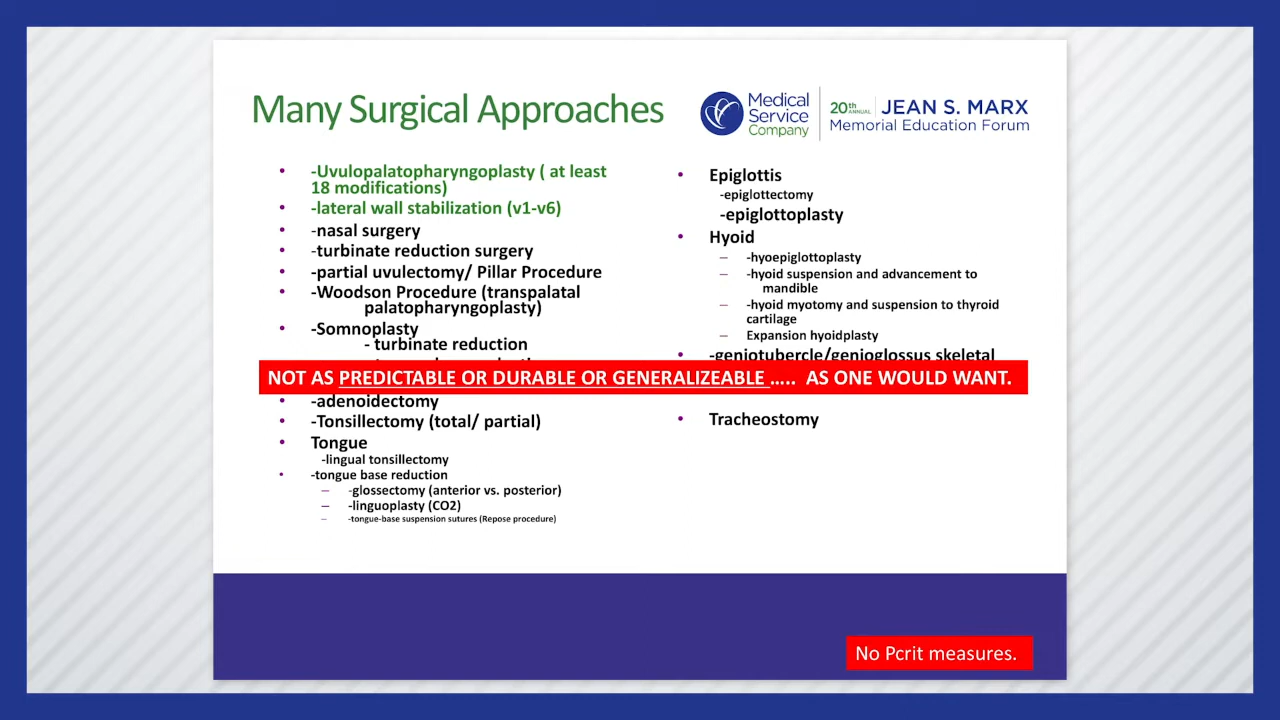 Many Surgical Approaches
Medical
Service
Company
20th ANNUAL
JEAN S. MARX
Memorial Education Forum
• -Uvulopalatopharyngoplasty ( at least
18 modifications)
• -lateral wall stabilization (v1-v6)
• -nasal surgery
• -turbinate reduction surgery
• -partial uvulectomy/ Pillar Procedure
• -Woodson Procedure (transpalatal
palatopharyngoplasty)
• -Somnoplasty
- turbinate reduction
• -adenoidectomy
• -Tonsillectomy (total/ partial)
• Tongue
-lingual tonsillectomy
• -tongue base reduction
– -glossectomy (anterior vs. posterior)
– -linguoplasty (CO2)
– -tongue-base suspension sutures (Repose procedure)
• Epiglottis
-epiglottectomy
-epiglottoplasty
• Hyoid
– -hyoepiglottoplasty
– -hyoid suspension and advancement to
mandible
– -hyoid myotomy and suspension to thyroid
cartilage
– Expansion hyoidplasty
• -geniotubercle/genioglossus skeletal
NOT AS PREDICTABLE OR DURABLE OR GENERALIZEABLE ..... AS ONE WOULD WANT.
• Tracheostomy
No Pcrit measures.